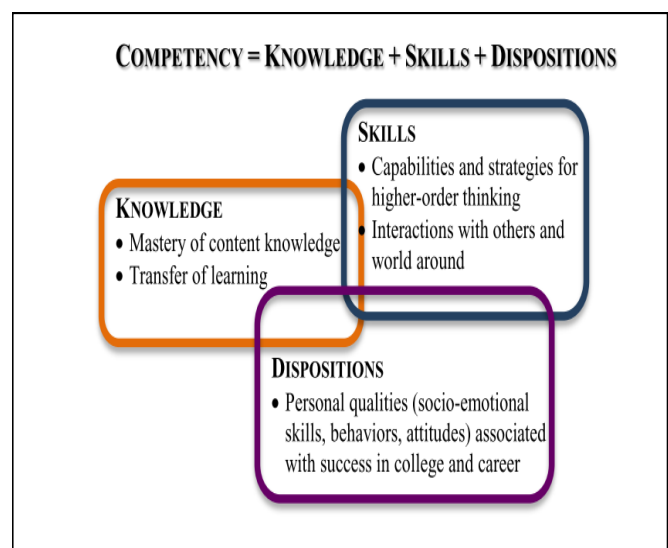 COMPETENCY = KNOWLEDGE + SKILLS + DISPOSITIONS
SKILLS
• Capabilities and strategies for
higher-order thinking
• Interactions with others and
world around
KNOWLEDGE
• Mastery of content knowledge
• Transfer of learning
DISPOSITIONS
• Personal qualities (socio-emotional
skills, behaviors, attitudes) associated
with success in college and career